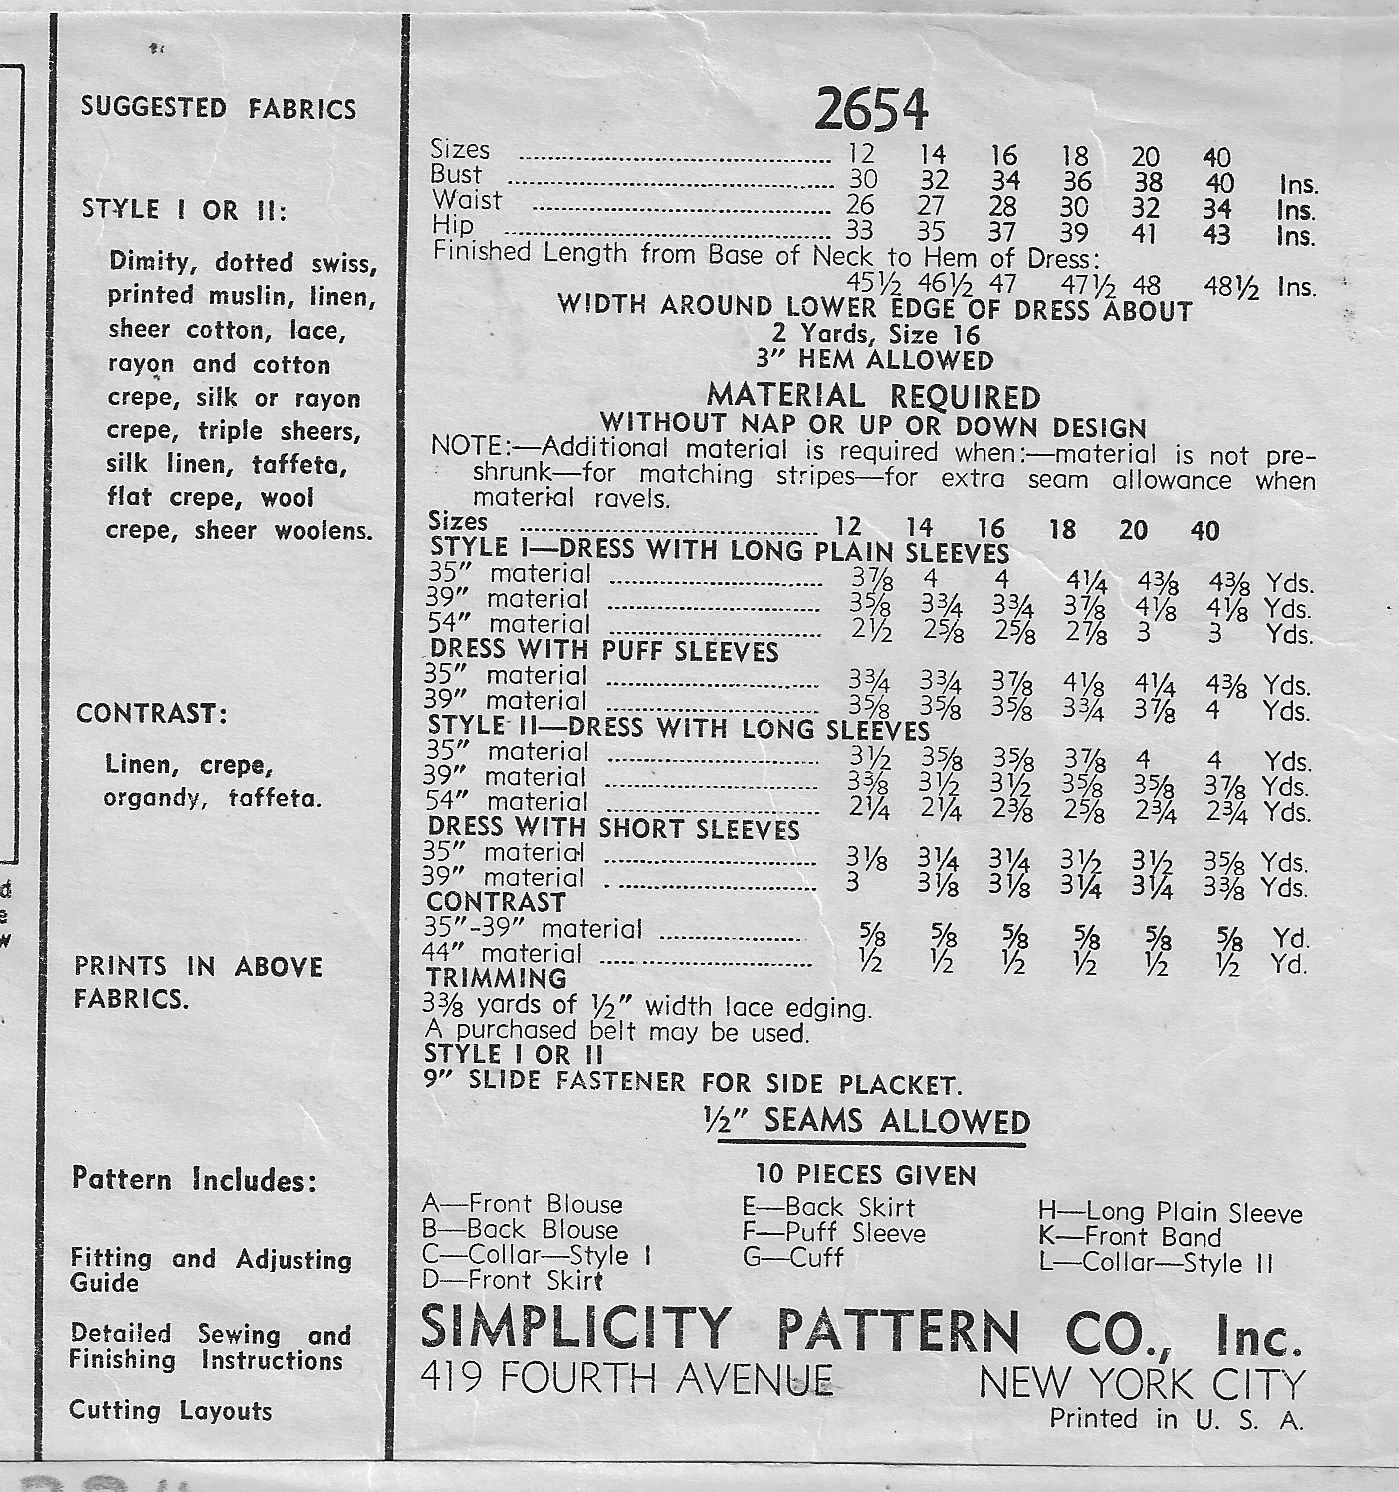 SUGGESTED FABRICS
STYLE I OR II:
Dimity, dotted swiss,
printed muslin, linen,
sheer cotton, lace,
rayon and cotton
crepe, silk or rayon
crepe, triple sheers,
silk linen, taffeta,
flat crepe, wool
crepe, sheer woolens.
CONTRAST:
Linen, crepe,
organdy, taffeta.
PRINTS IN ABOVE
FABRICS.
Pattern Includes:
Fitting and Adjusting
Guide
Detailed Sewing and
Finishing Instructions
Cutting Layouts
2654
Sizes 12 14 16 18 20 40
Bust 30 32 34 36 38 40 Ins.
Waist 26 27 28 30 32 34 Ins.
Hip 33 35 37 39 41 43 Ins.
Finished Length from Base of Neck to Hem of Dress:
45½ 46½ 47 47½ 48 48½ Ins.
WIDTH AROUND LOWER EDGE OF DRESS ABOUT
2 Yards, Size 16
3" HEM ALLOWED
MATERIAL REQUIRED
WITHOUT NAP OR UP OR DOWN DESIGN
NOTE:—Additional material is required when:—material is not pre-
shrunk—for matching stripes—for extra seam allowance when
material ravels.
Sizes 12 14 16 18 20 40
STYLE I—DRESS WITH LONG PLAIN SLEEVES
35" material 3⅞ 4 4 4¼ 4⅜ 4⅜ Yds.
39" material 3⅝ 3¾ 3¾ 3⅞ 4⅛ 4⅛ Yds.
54" material 2½ 2⅝ 2⅝ 2⅞ 3 3 Yds.
DRESS WITH PUFF SLEEVES
35" material 3¾ 3¾ 3⅞ 4⅛ 4¼ 4⅜ Yds.
39" material 3⅝ 3⅝ 3⅝ 3¾ 3⅞ 4 Yds.
STYLE II—DRESS WITH LONG SLEEVES
35" material 3½ 3⅝ 3⅝ 3⅞ 4 4 Yds.
39" material 3⅜ 3½ 3½ 3⅝ 3⅝ 3⅞ Yds.
54" material 2¼ 2¼ 2⅜ 2⅝ 2¾ 2¾ Yds.
DRESS WITH SHORT SLEEVES
35" material 3⅛ 3¼ 3¼ 3½ 3½ 3⅝ Yds.
39" material 3 3⅛ 3⅛ 3¼ 3¼ 3⅜ Yds.
CONTRAST
35"-39" material ⅝ ⅝ ⅝ ⅝ ⅝ ⅝ Yd.
44" material ½ ½ ½ ½ ½ ½ Yd.
TRIMMING
3⅜ yards of ½" width lace edging.
A purchased belt may be used.
STYLE I OR II
9" SLIDE FASTENER FOR SIDE PLACKET.
½" SEAMS ALLOWED
10 PIECES GIVEN
A—Front Blouse E—Back Skirt H—Long Plain Sleeve
B—Back Blouse F—Puff Sleeve K—Front Band
C—Collar—Style I G—Cuff L—Collar—Style II
D—Front Skirt
SIMPLICITY PATTERN CO., Inc.
419 FOURTH AVENUE NEW YORK CITY
Printed in U. S. A.